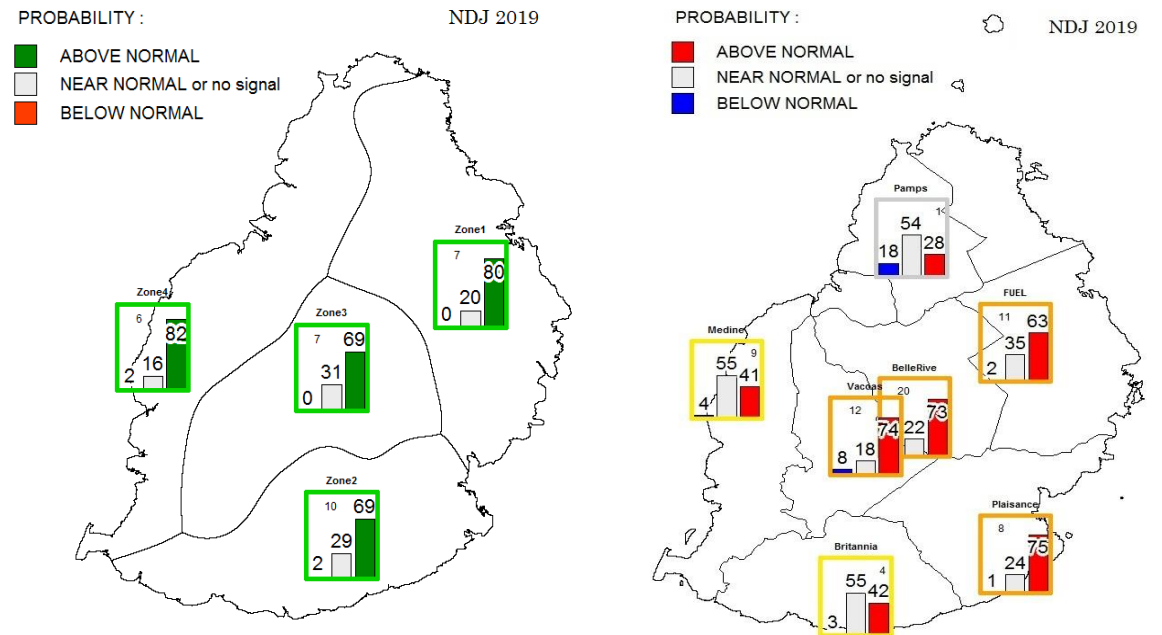 PROBABILITY :
NDJ 2019
ABOVE NORMAL
NEAR NORMAL or no signal
BELOW NORMAL
Zone1
7
0 20 80
Zone4
6
2 16 82
Zone3
7
0 31 69
Zone2
10
2 29 69
PROBABILITY :
NDJ 2019
ABOVE NORMAL
NEAR NORMAL or no signal
BELOW NORMAL
Pamps
1
18 54 28
FUEL
11
2 35 63
Medine
9
4 55 41
BelleRive
20
22 73
Vacoas
12
8 18 74
Plaisance
8
1 24 75
Britannia
4
3 55 42